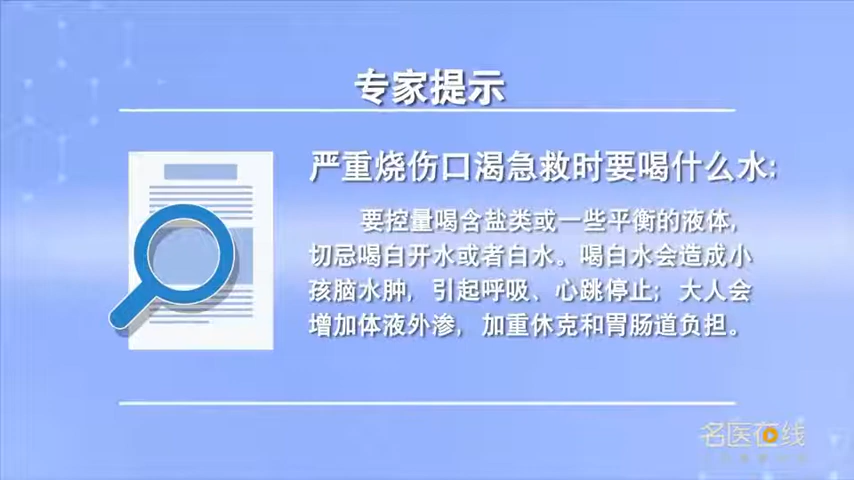 专家提示
严重烧伤口渴急救时要喝什么水：
要控量喝含盐类或一些平衡的液体，
切忌喝白开水或者白水。喝白水会造成小
孩脑水肿，引起呼吸、心跳停止；大人会
增加体液外渗，加重休克和胃肠道负担。
名医在线